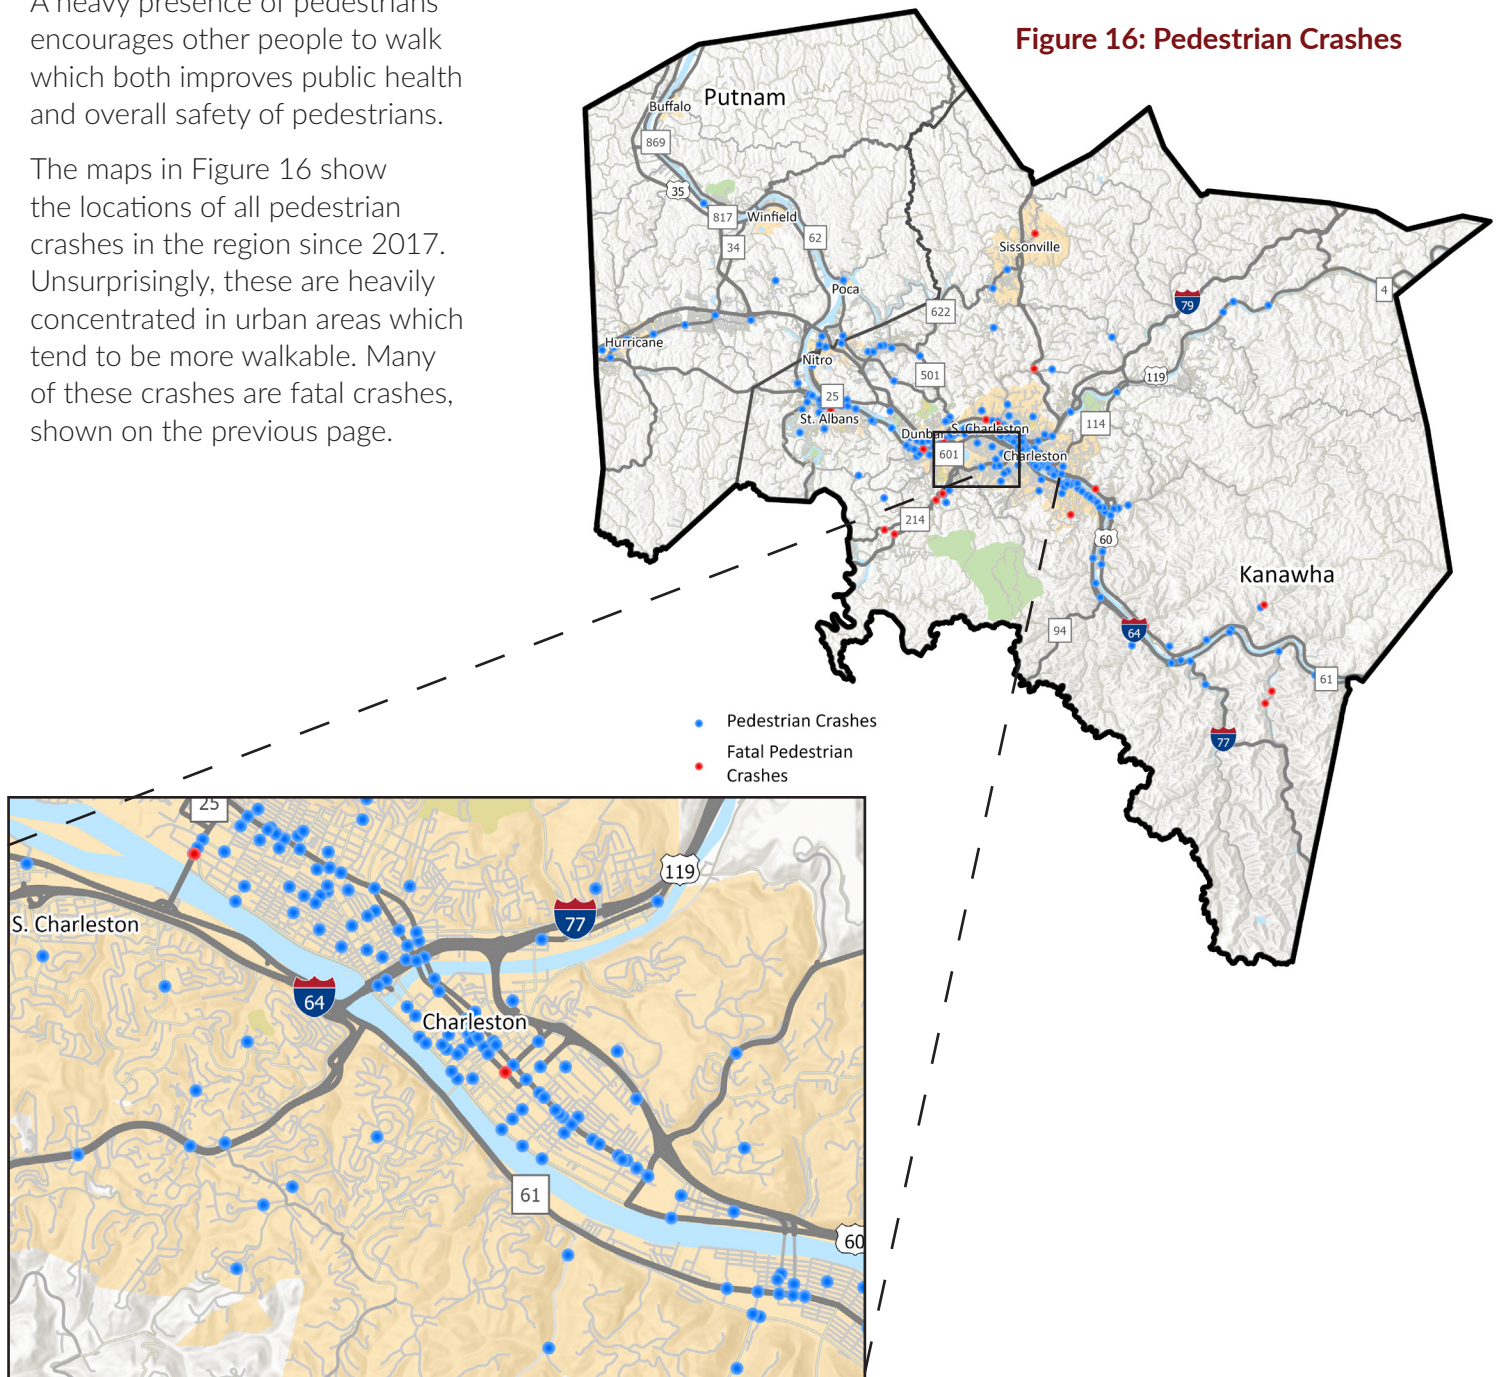 A heavy presence of pedestrians
encourages other people to walk
which both improves public health
and overall safety of pedestrians.
The maps in Figure 16 show
the locations of all pedestrian
crashes in the region since 2017.
Unsurprisingly, these are heavily
concentrated in urban areas which
tend to be more walkable. Many
of these crashes are fatal crashes,
shown on the previous page.
Figure 16: Pedestrian Crashes
Buffalo
Putnam
869
35
817
Winfield
34
62
Sissonville
Poca
79
4
622
Hurricane
Nitro
501
119
25
St. Albans
114
Dunbar
S. Charleston
601
Charleston
214
60
Kanawha
94
64
61
77
Pedestrian Crashes
Fatal Pedestrian
Crashes
25
119
77
S. Charleston
64
Charleston
61
60